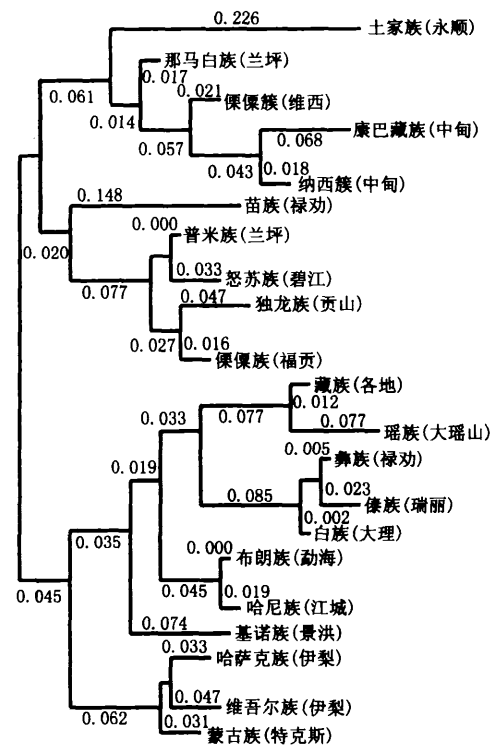 0.226
土家族(永顺)
那马白族(兰坪)
0.017
0.061
0.021
傈僳簇(维西)
0.014
康巴藏族(中甸)
0.068
0.057
0.043
0.018
纳西簇(中甸)
0.148
苗族(禄劝)
0.000
普米族(兰坪)
0.020
0.033
怒苏族(碧江)
0.077
0.047
独龙族(贡山)
0.027
0.016
傈僳族(福贡)
藏族(各地)
0.012
0.033
0.077
0.077
瑶族(大瑶山)
0.005
彝族(禄劝)
0.019
0.023
0.085
傣族(瑞丽)
0.002
白族(大理)
0.035
0.000
布朗族(勐海)
0.045
0.045
0.019
哈尼族(江城)
0.074
基诺族(景洪)
0.033
哈萨克族(伊梨)
0.047
维吾尔族(伊梨)
0.062
0.031
蒙古族(特克斯)